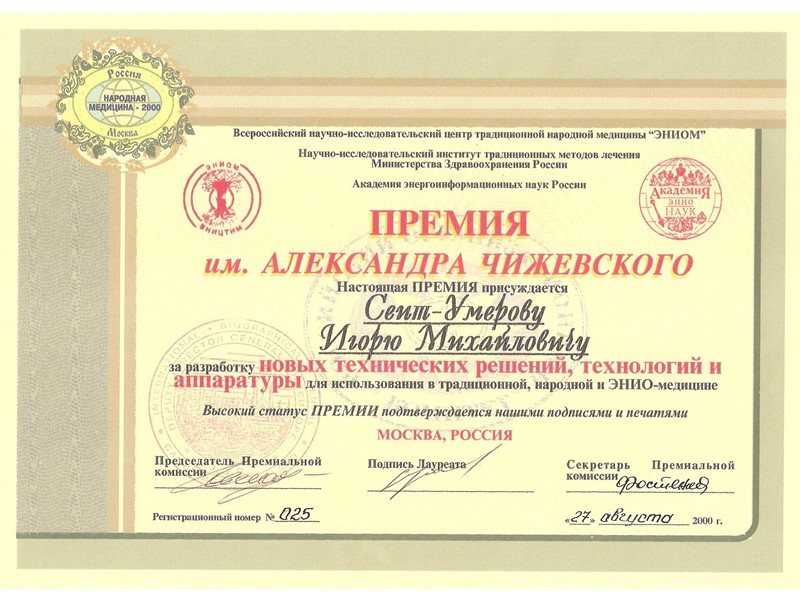 Россия
НАРОДНАЯ
МЕДИЦИНА - 2000
Москва
Всероссийский научно-исследовательский центр традиционной народной медицины "ЭНИОМ"
Научно-исследовательский институт традиционных методов лечения
Министерства Здравоохранения России
Академия энергоинформационных наук России
ЭНИОМ
ВНИЦТНМ
Академия
ЭНИО
НАУК
ПРЕМИЯ
им. АЛЕКСАНДРА ЧИЖЕВСКОГО
Настоящая ПРЕМИЯ присуждается
Сеит-Умерову
Игорю Михайловичу
за разработку новых технических решений, технологий и
аппаратуры для использования в традиционной, народной и ЭНИО-медицине
Высокий статус ПРЕМИИ подтверждается нашими подписями и печатями
МОСКВА, РОССИЯ
Председатель Премиальной
комиссии
Подпись Лауреата
Секретарь Премиальной
комиссии
Регистрационный номер № 025
«27» августа 2000 г.